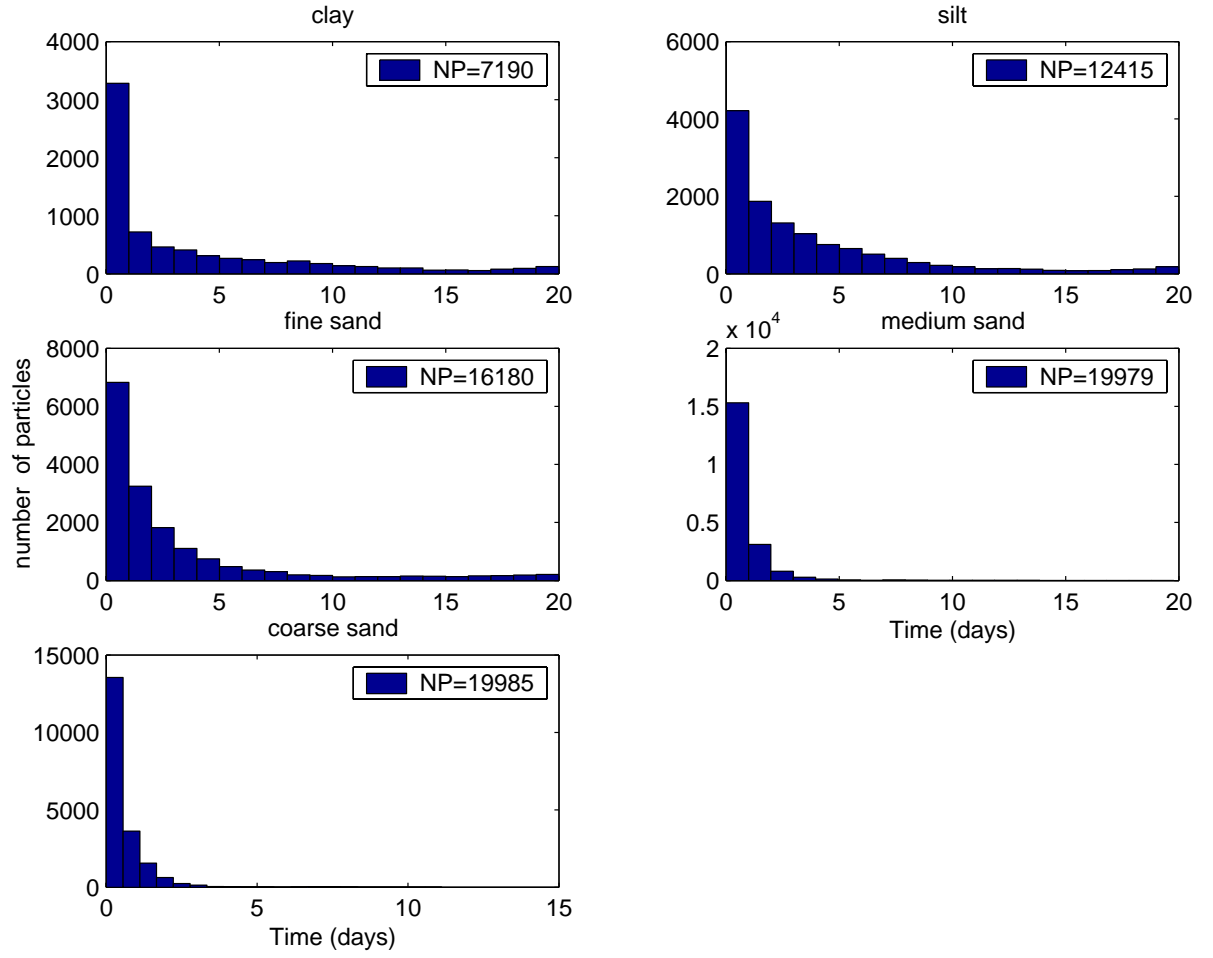 clay
4000
3000
2000
1000
0
NP=7190
0 5 10 15 20
silt
6000
4000
2000
0
NP=12415
0 5 10 15 20
fine sand
8000
6000
4000
2000
0
NP=16180
0 5 10 15 20
number of particles
medium sand
x 10^4
2
1.5
1
0.5
0
NP=19979
0 5 10 15 20
Time (days)
coarse sand
15000
10000
5000
0
NP=19985
0 5 10 15
Time (days)